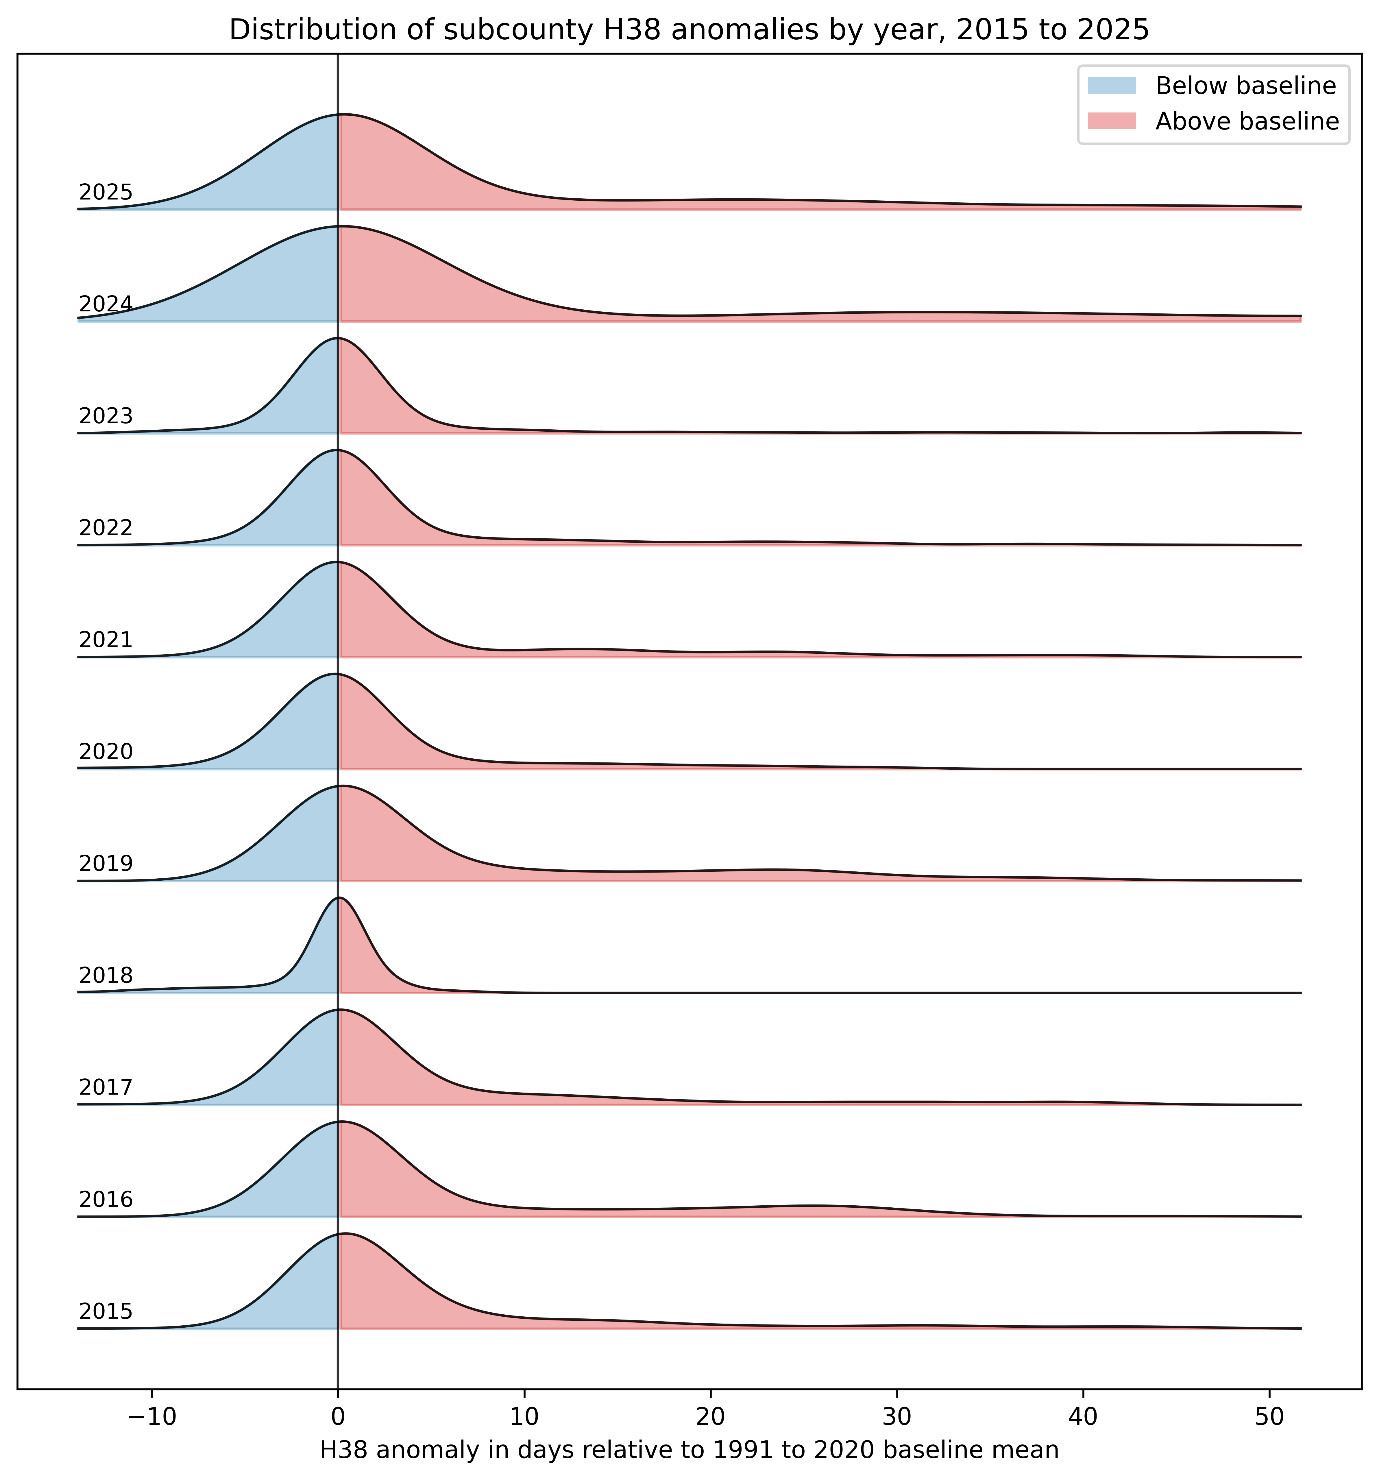 Distribution of subcounty H38 anomalies by year, 2015 to 2025
Below baseline
Above baseline
2025
2024
2023
2022
2021
2020
2019
2018
2017
2016
2015
−10 0 10 20 30 40 50
H38 anomaly in days relative to 1991 to 2020 baseline mean